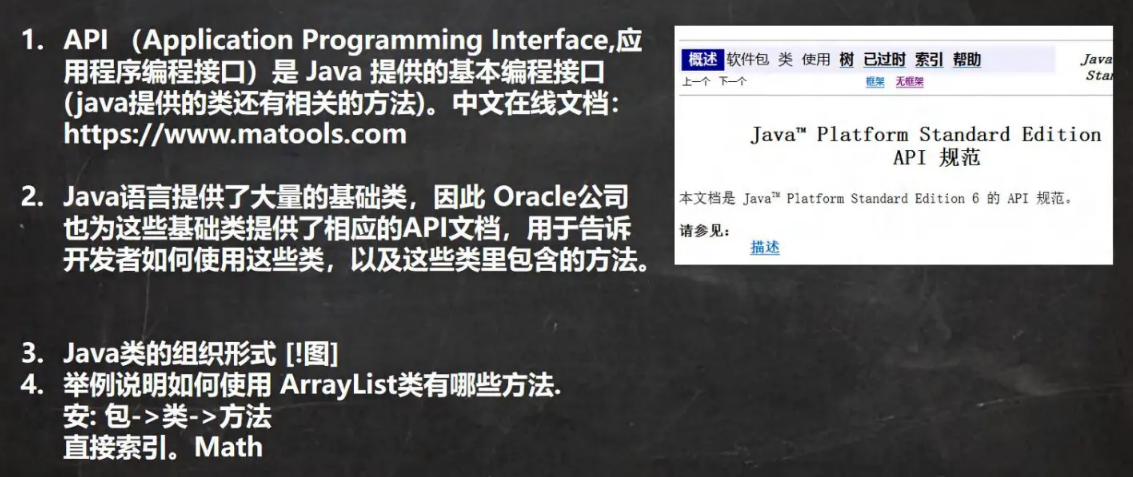 1. API （Application Programming Interface,应
用程序编程接口）是 Java 提供的基本编程接口
(java提供的类还有相关的方法)。中文在线文档：
https://www.matools.com
2. Java语言提供了大量的基础类，因此 Oracle公司
也为这些基础类提供了相应的API文档，用于告诉
开发者如何使用这些类，以及这些类里包含的方法。
3. Java类的组织形式 [!图]
4. 举例说明如何使用 ArrayList类有哪些方法.
安: 包->类->方法
直接索引。Math
概述 软件包 类 使用 树 已过时 索引 帮助
Java
Star
上一个 下一个
框架 无框架
Java™ Platform Standard Edition
API 规范
本文档是 Java™ Platform Standard Edition 6 的 API 规范。
请参见：
描述